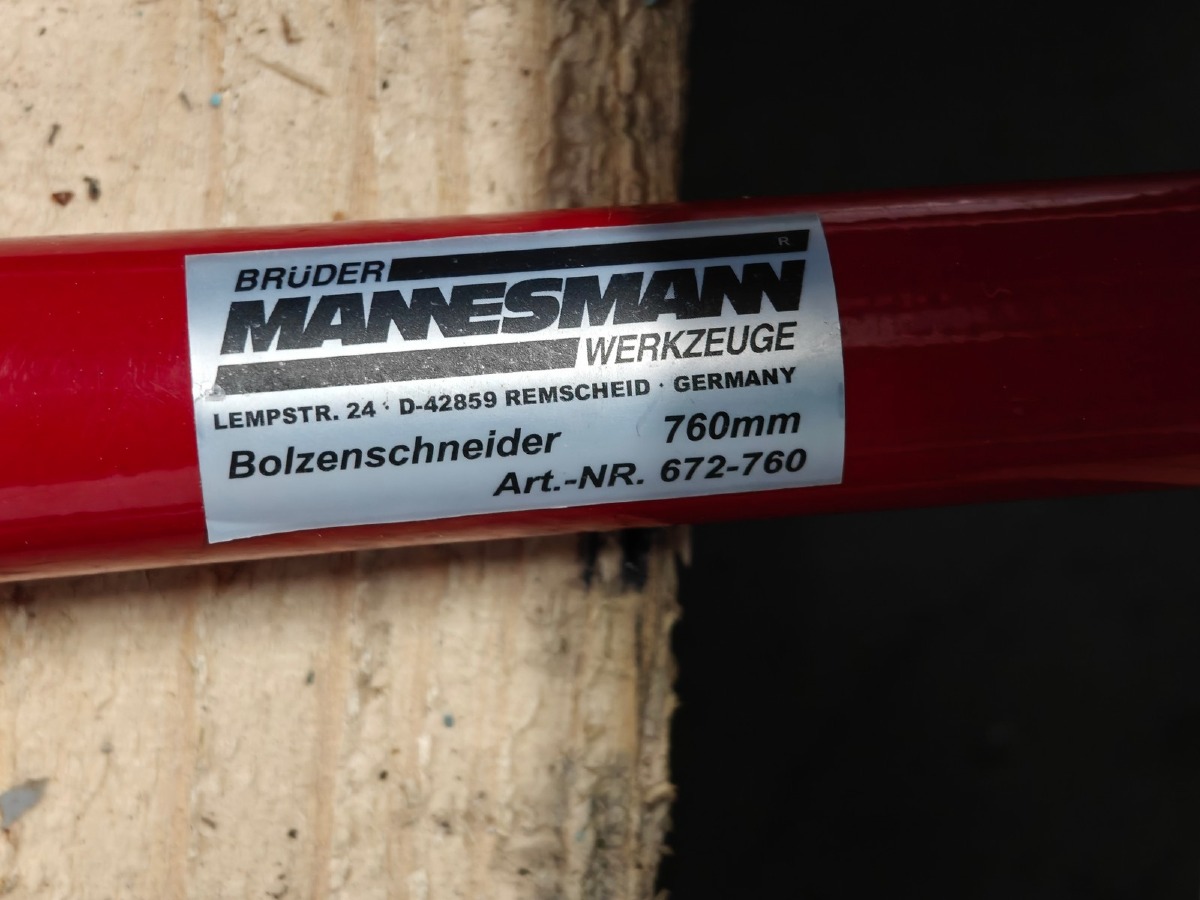 BRÜDER
R
MANNESMANN
WERKZEUGE
LEMPSTR. 24 · D-42859 REMSCHEID · GERMANY
Bolzenschneider 760mm
Art.-NR. 672-760